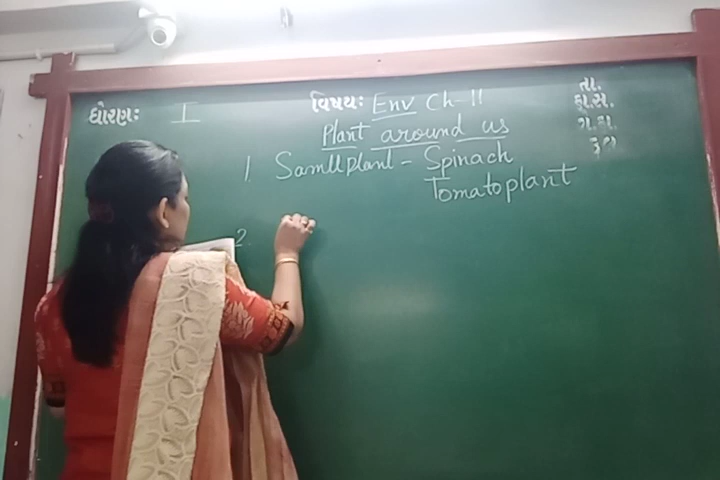 ધોરણ: I
વિષય: Env Ch-11
Plant around us
1. Samll plant - Spinach
Tomato plant
2.
તા.